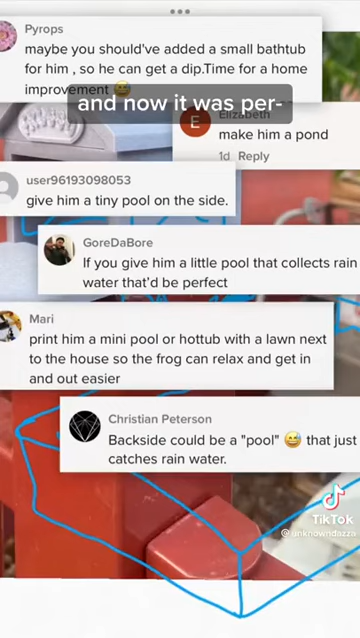 Pyrops
maybe you should've added a small bathtub
for him , so he can get a dip.Time for a home
improvement 😅
and now it was per-
Elizabeth
make him a pond
1d Reply
user96193098053
give him a tiny pool on the side.
GoreDaBore
If you give him a little pool that collects rain
water that'd be perfect
Mari
print him a mini pool or hottub with a lawn next
to the house so the frog can relax and get in
and out easier
Christian Peterson
Backside could be a "pool" 😅 that just
catches rain water.
TikTok
@unknowndazza